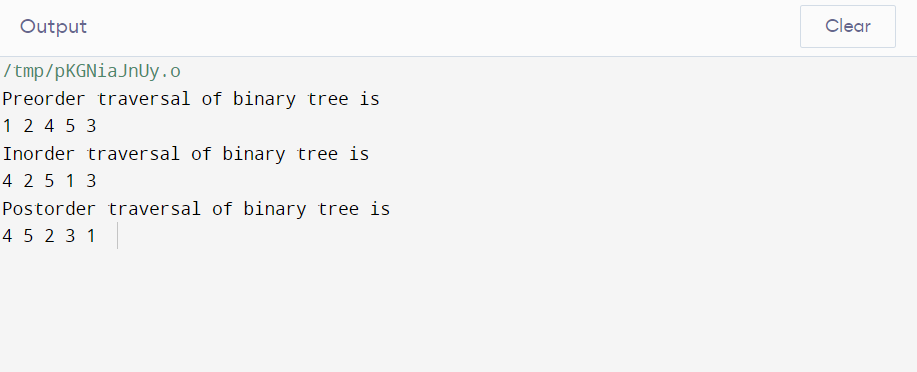 Output
Clear
/tmp/pKGNiaJnUy.o
Preorder traversal of binary tree is
1 2 4 5 3
Inorder traversal of binary tree is
4 2 5 1 3
Postorder traversal of binary tree is
4 5 2 3 1